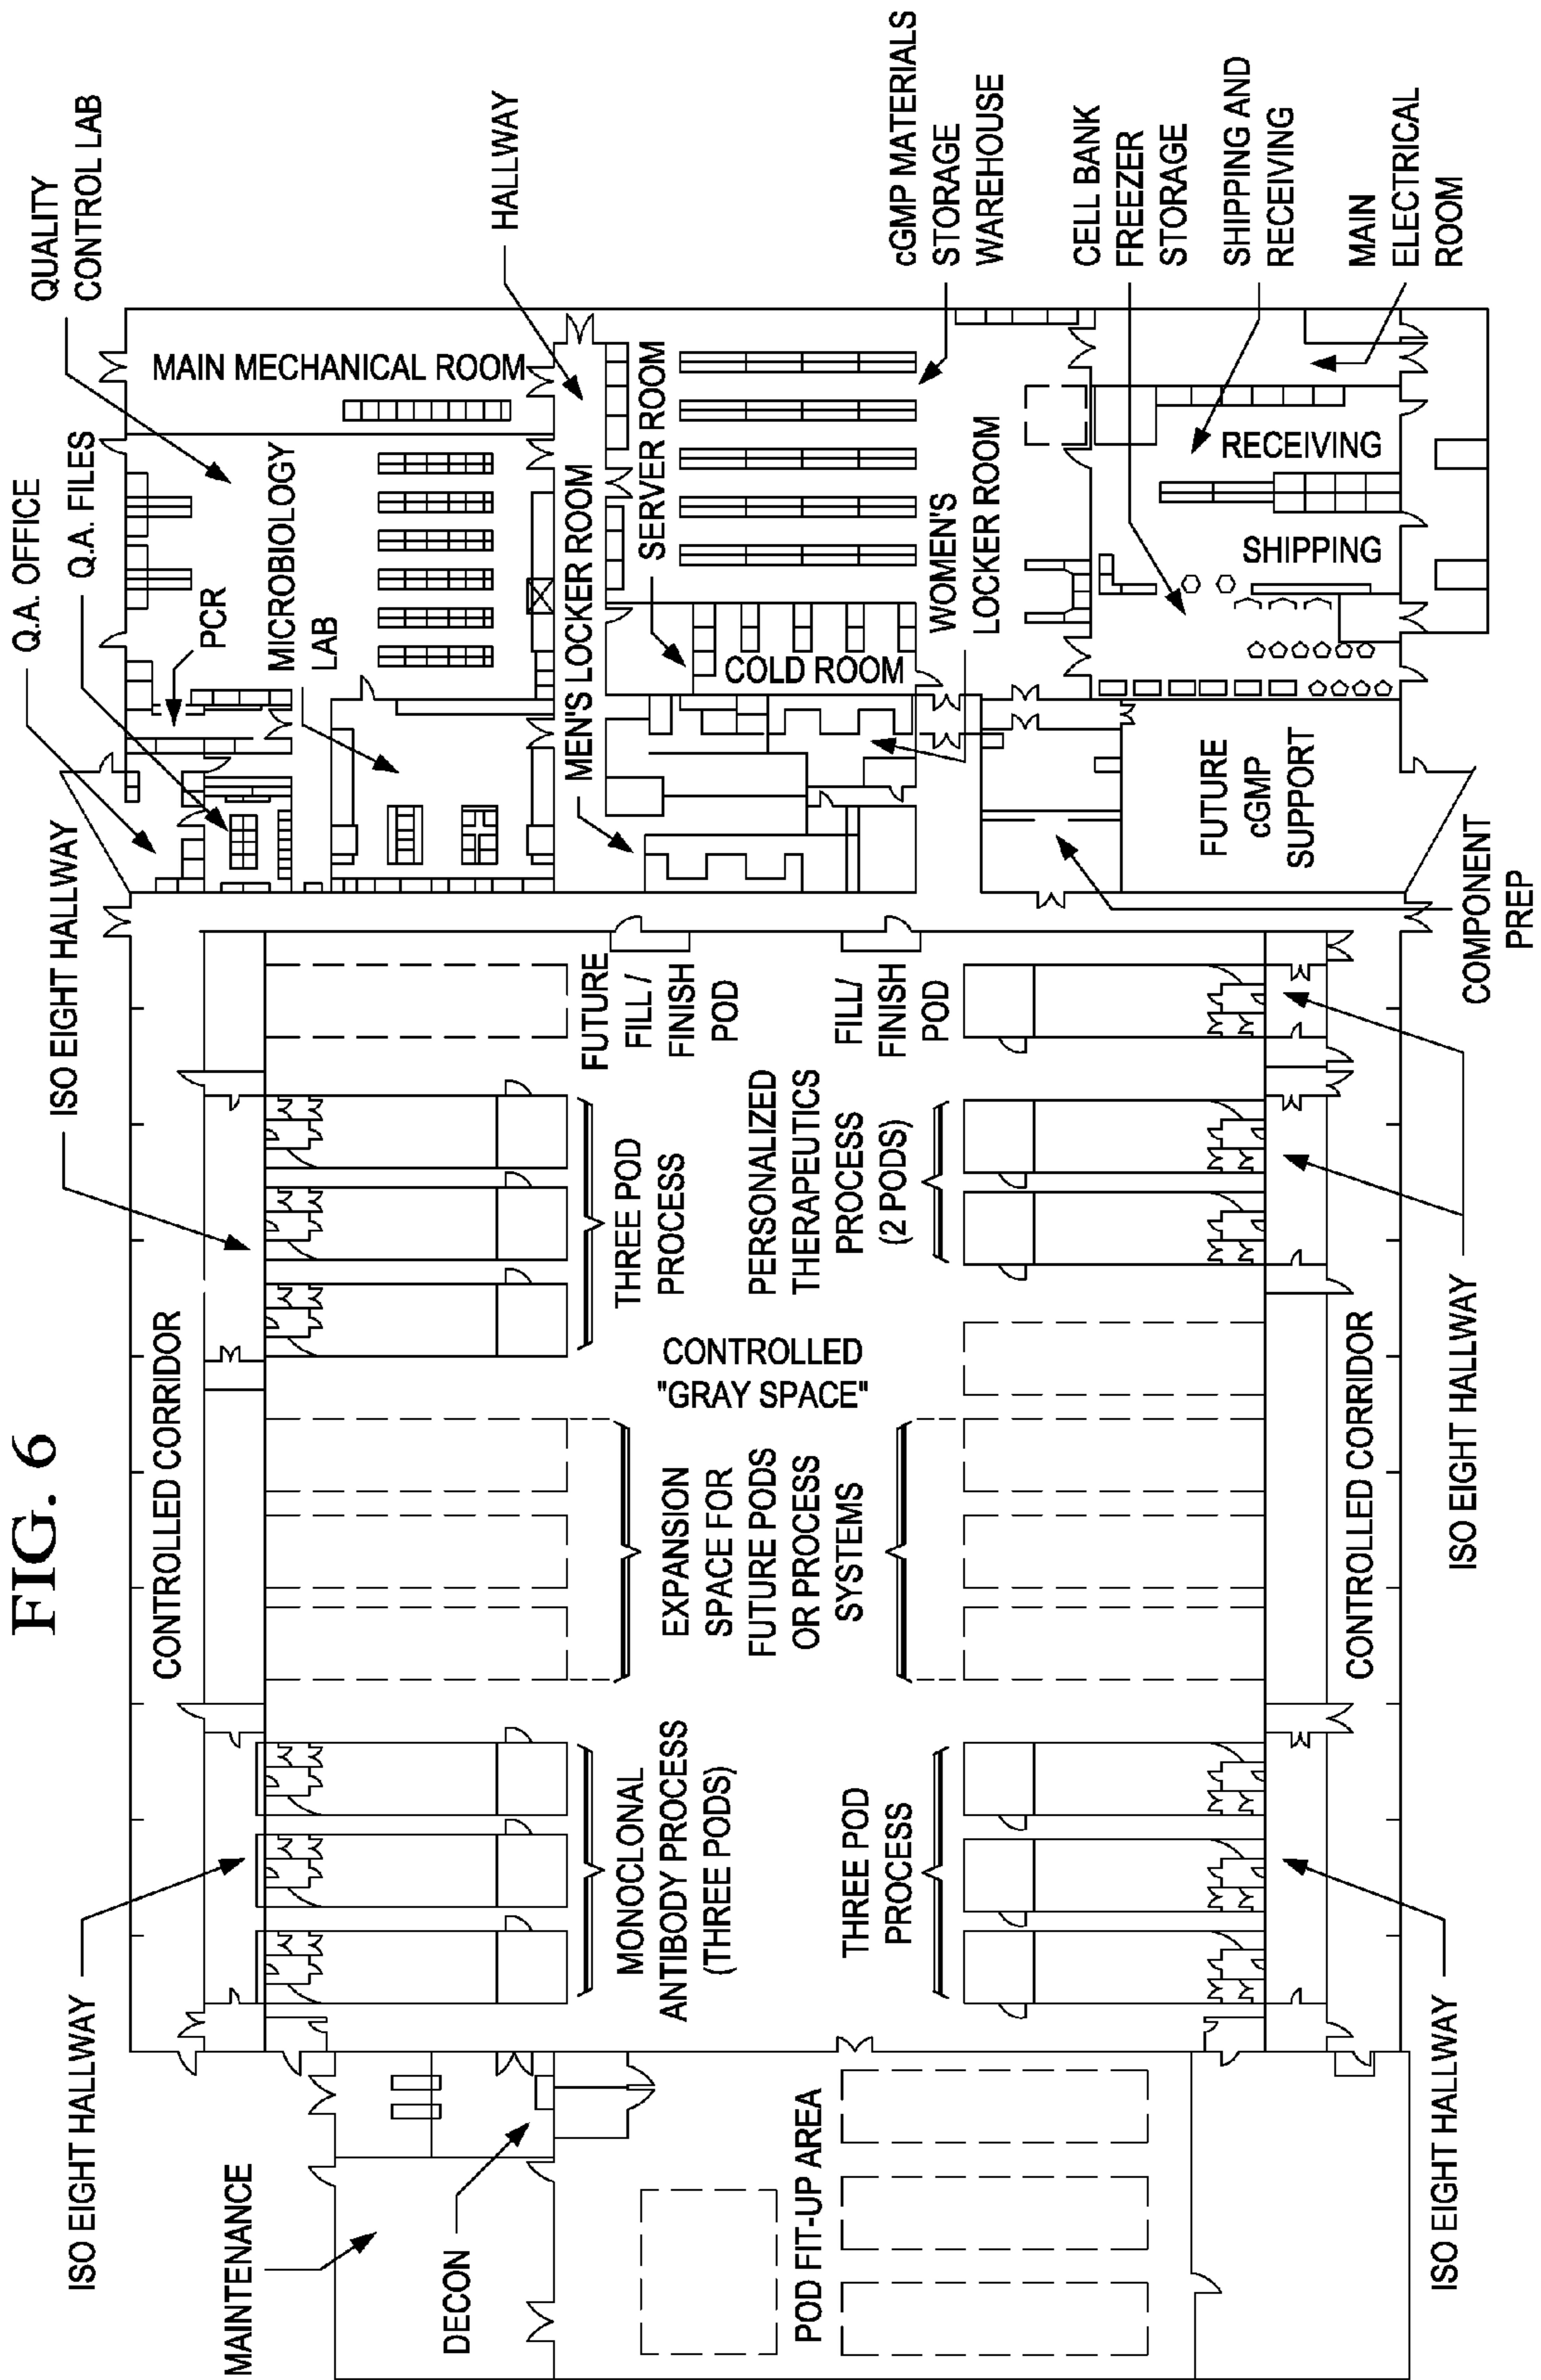 FIG. 6
ISO EIGHT HALLWAY
ISO EIGHT HALLWAY
Q.A. OFFICE
Q.A. FILES
QUALITY
CONTROL LAB
CONTROLLED CORRIDOR
PCR
MICROBIOLOGY
LAB
MAIN MECHANICAL ROOM
HALLWAY
MAINTENANCE
DECON
MONOCLONAL
ANTIBODY PROCESS
(THREE PODS)
EXPANSION
SPACE FOR
FUTURE PODS
OR PROCESS
SYSTEMS
THREE POD
PROCESS
CONTROLLED
"GRAY SPACE"
FUTURE
FILL /
FINISH
POD
MEN'S LOCKER ROOM
SERVER ROOM
COLD ROOM
cGMP MATERIALS
STORAGE
WAREHOUSE
POD FIT-UP AREA
THREE POD
PROCESS
PERSONALIZED
THERAPEUTICS
PROCESS
(2 PODS)
FILL/
FINISH
POD
WOMEN'S
LOCKER ROOM
CELL BANK
FREEZER
STORAGE
SHIPPING AND
RECEIVING
RECEIVING
SHIPPING
MAIN
ELECTRICAL
ROOM
FUTURE
cGMP
SUPPORT
CONTROLLED CORRIDOR
CONTROLLED CORRIDOR
ISO EIGHT HALLWAY
ISO EIGHT HALLWAY
COMPONENT
PREP